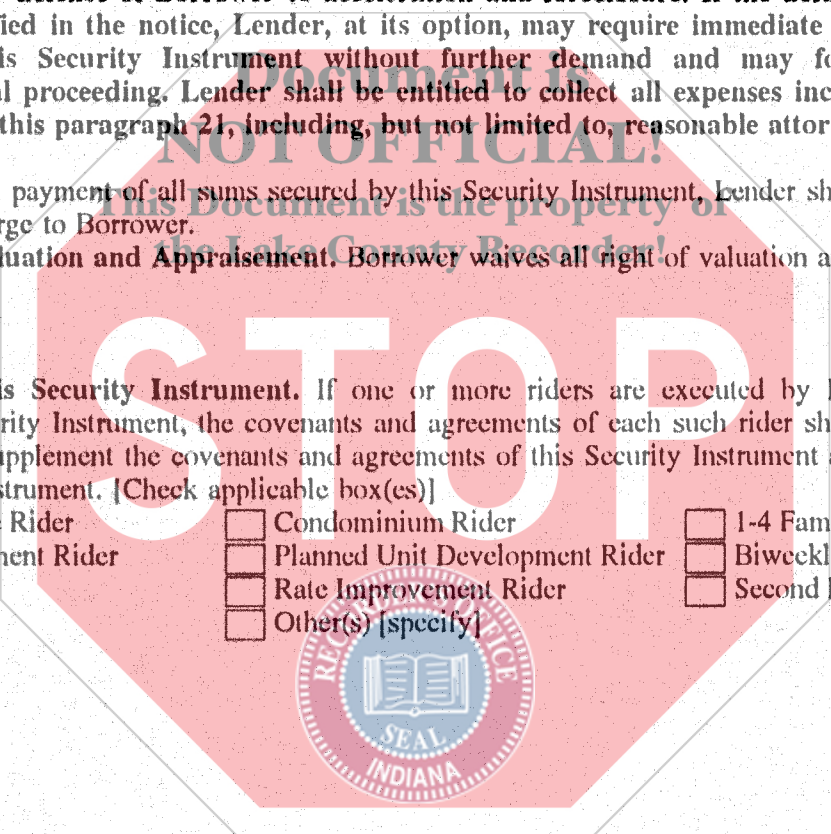 fied in the notice, Lender, at its option, may require immediate
is Security Instrument without further demand and may fo
al proceeding. Lender shall be entitled to collect all expenses inc
this paragraph 21, including, but not limited to, reasonable attor
payment of all sums secured by this Security Instrument, Lender sh
rge to Borrower.
luation and Appraisement. Borrower waives all right of valuation a
is Security Instrument. If one or more riders are executed by
rity Instrument, the covenants and agreements of each such rider sh
upplement the covenants and agreements of this Security Instrument a
strument. [Check applicable box(es)]
Rider Condominium Rider 1-4 Fam
ent Rider Planned Unit Development Rider Biweekl
Rate Improvement Rider Second
Other(s) [specify]
Document is
NOT OFFICIAL!
This Document is the property of
the Lake County Recorder!
STOP
RECORDER'S OFFICE
SEAL
INDIANA